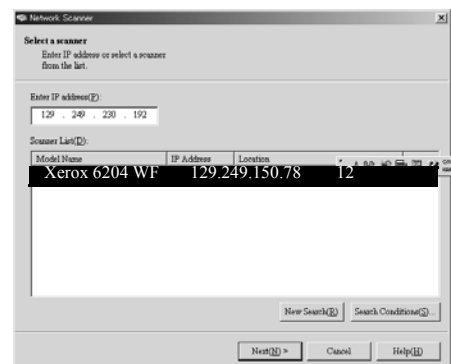 Network Scanner
Select a scanner
Enter IP address or select a scanner
from the list.
Enter IP address(P):
129 . 249 . 230 . 192
Scanner List(D):
Model Name IP Address Location
Xerox 6204 WF 129.249.150.78 12
New Search(R) Search Conditions(S)...
Next(N) > Cancel Help(H)